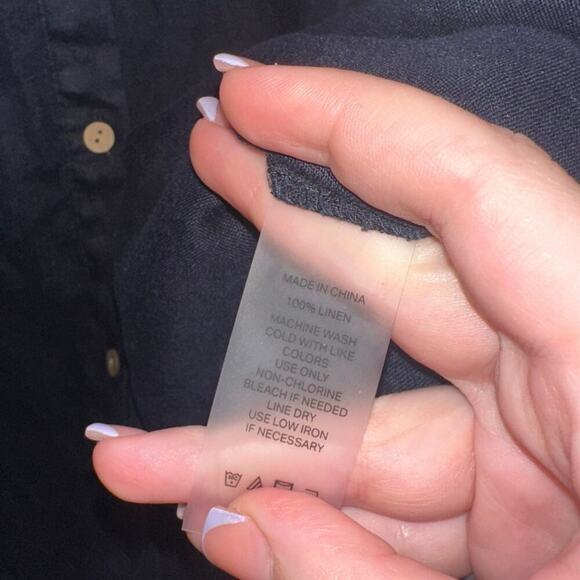 MADE IN CHINA
100% LINEN
MACHINE WASH
COLD WITH LIKE
COLORS
USE ONLY
NON-CHLORINE
BLEACH IF NEEDED
LINE DRY
USE LOW IRON
IF NECESSARY